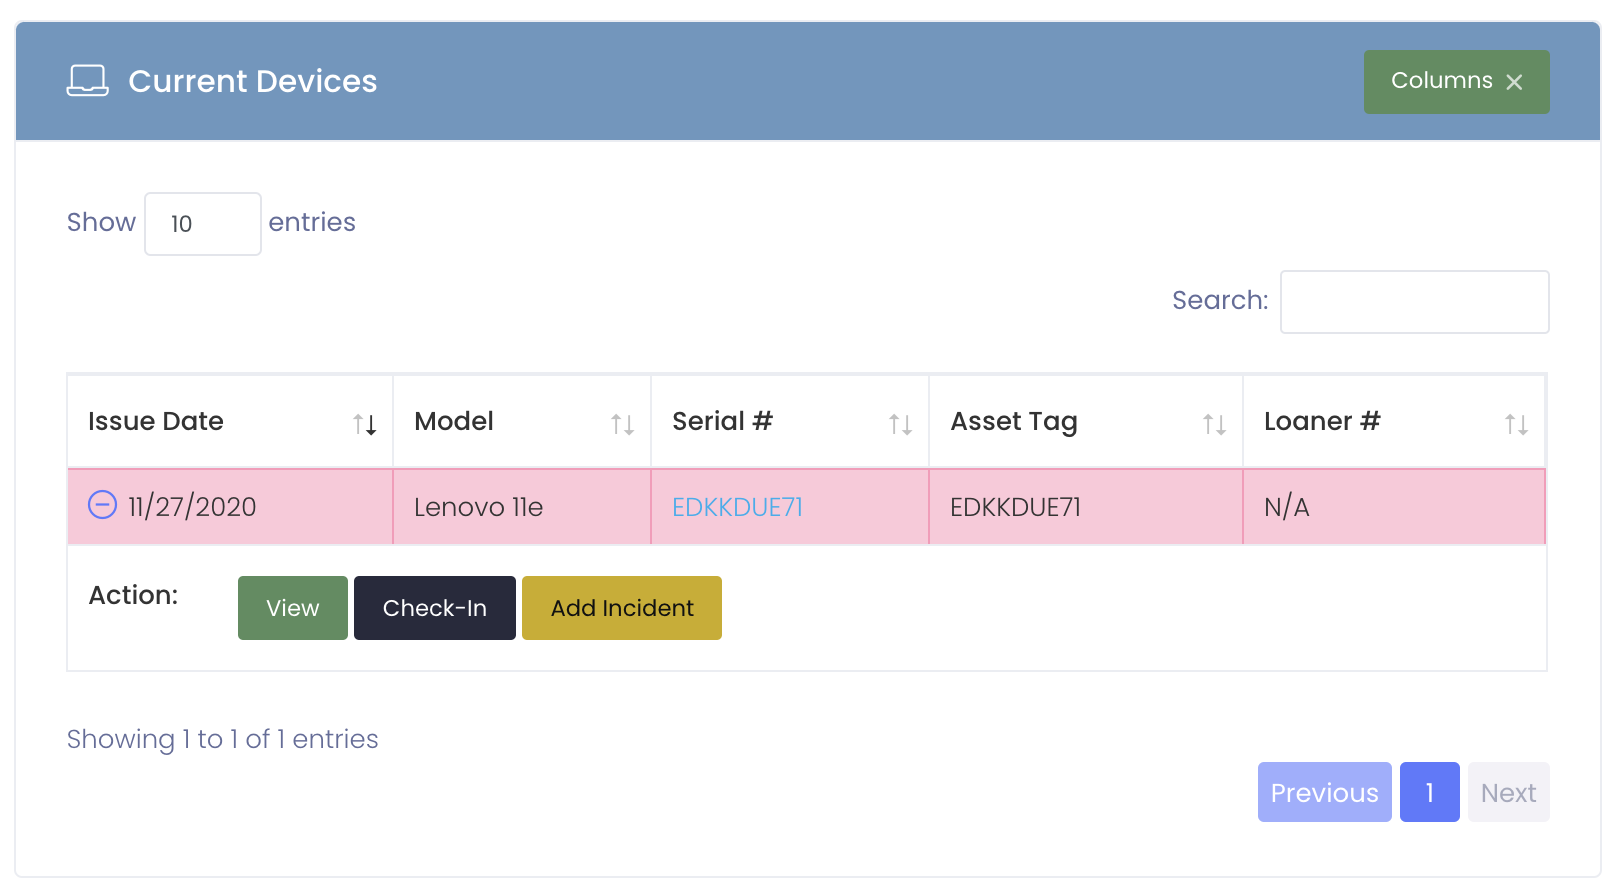 Current Devices
Columns
Show 10 entries
Search:
Issue Date Model Serial # Asset Tag Loaner #
11/27/2020 Lenovo 11e EDKKDUE71 EDKKDUE71 N/A
Action: View Check-In Add Incident
Showing 1 to 1 of 1 entries
Previous 1 Next